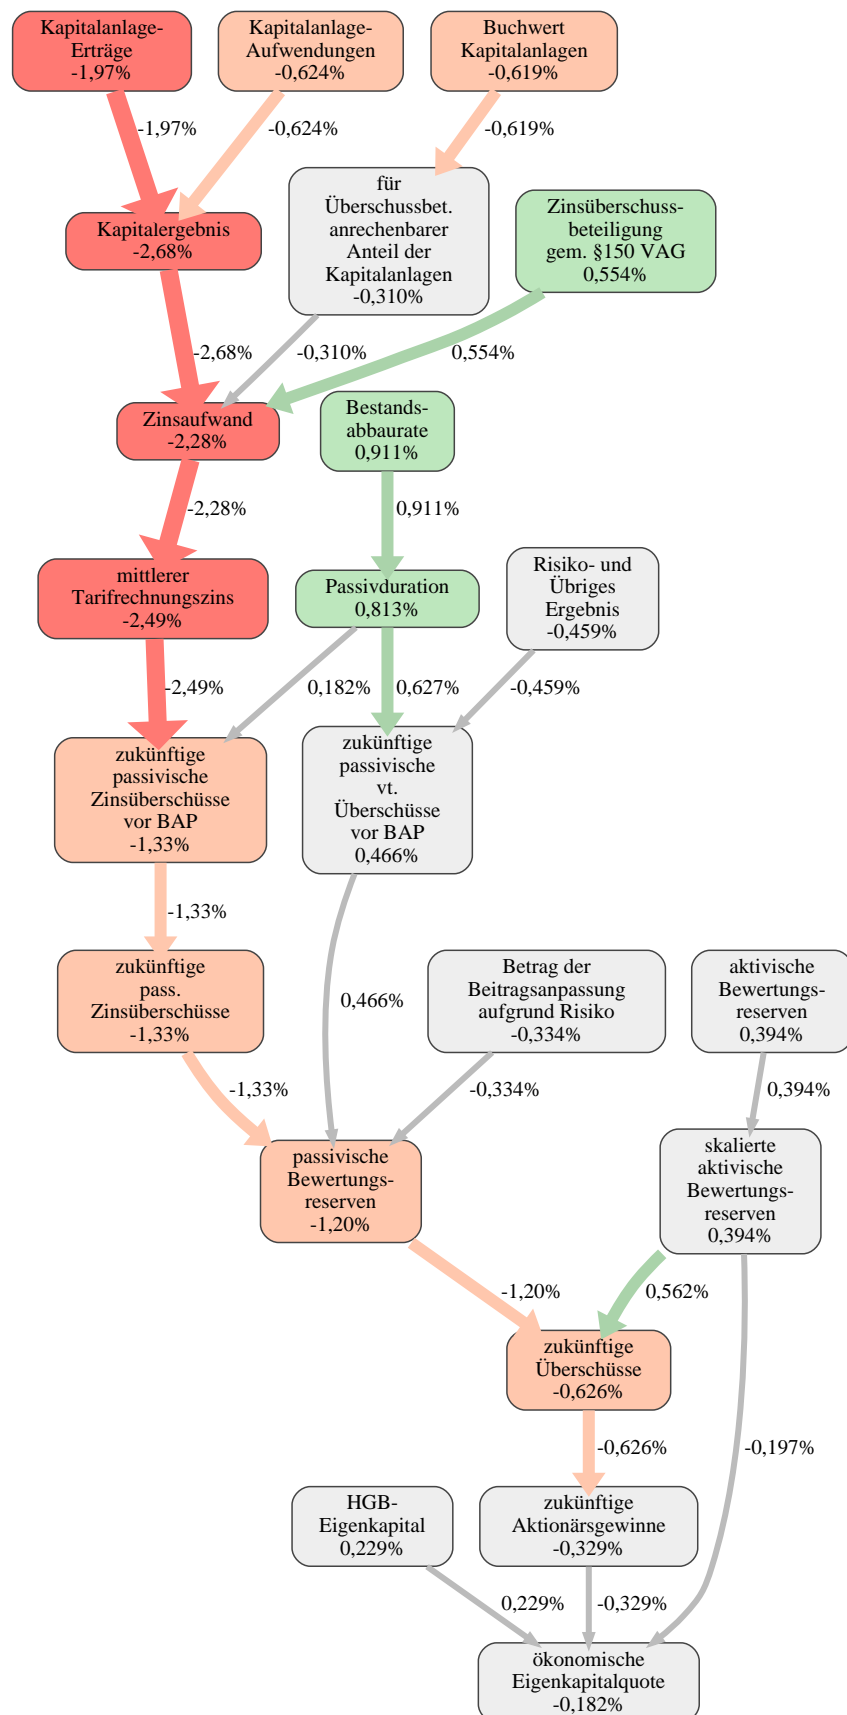 Kapitalanlage-
Erträge
-1,97%
Kapitalanlage-
Aufwendungen
-0,624%
Buchwert
Kapitalanlagen
-0,619%
-1,97%
-0,624%
-0,619%
für
Überschussbet.
anrechenbarer
Anteil der
Kapitalanlagen
-0,310%
Zinsüberschuss-
beteiligung
gem. §150 VAG
0,554%
Kapitalergebnis
-2,68%
-2,68%
-0,310%
0,554%
Zinsaufwand
-2,28%
Bestands-
abbaurate
0,911%
-2,28%
0,911%
mittlerer
Tarifrechnungszins
-2,49%
Passivduration
0,813%
Risiko- und
Übriges
Ergebnis
-0,459%
-2,49%
0,182%
0,627%
-0,459%
zukünftige
passivische
Zinsüberschüsse
vor BAP
-1,33%
zukünftige
passivische
vt.
Überschüsse
vor BAP
0,466%
-1,33%
zukünftige
pass.
Zinsüberschüsse
-1,33%
0,466%
Betrag der
Beitragsanpassung
aufgrund Risiko
-0,334%
aktivische
Bewertungs-
reserven
0,394%
-1,33%
-0,334%
0,394%
passivische
Bewertungs-
reserven
-1,20%
skalierte
aktivische
Bewertungs-
reserven
0,394%
-1,20%
0,562%
zukünftige
Überschüsse
-0,626%
-0,626%
-0,197%
HGB-
Eigenkapital
0,229%
zukünftige
Aktionärsgewinne
-0,329%
0,229%
-0,329%
ökonomische
Eigenkapitalquote
-0,182%